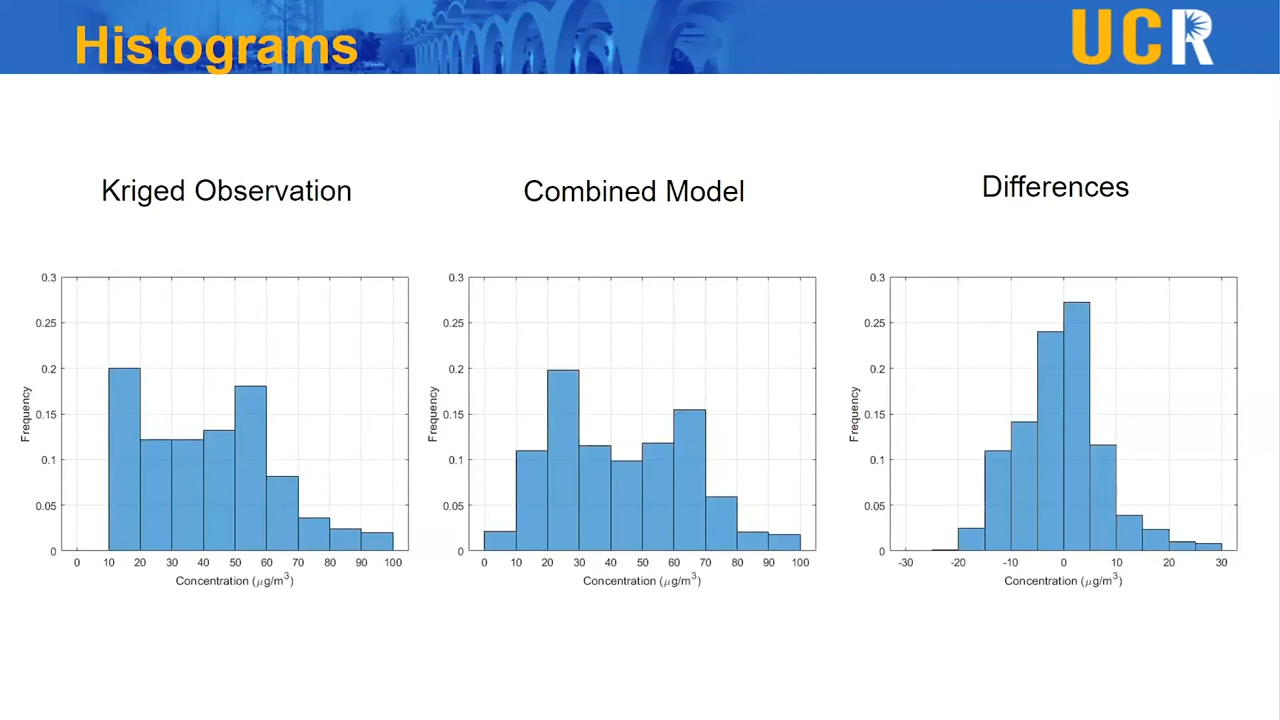 Histograms
UCR
Kriged Observation
Combined Model
Differences
0.3
0.25
0.2
0.15
0.1
0.05
0
Frequency
0 10 20 30 40 50 60 70 80 90 100
Concentration (μg/m³)
0.3
0.25
0.2
0.15
0.1
0.05
0
Frequency
0 10 20 30 40 50 60 70 80 90 100
Concentration (μg/m³)
0.3
0.25
0.2
0.15
0.1
0.05
0
Frequency
-30 -20 -10 0 10 20 30
Concentration (μg/m³)